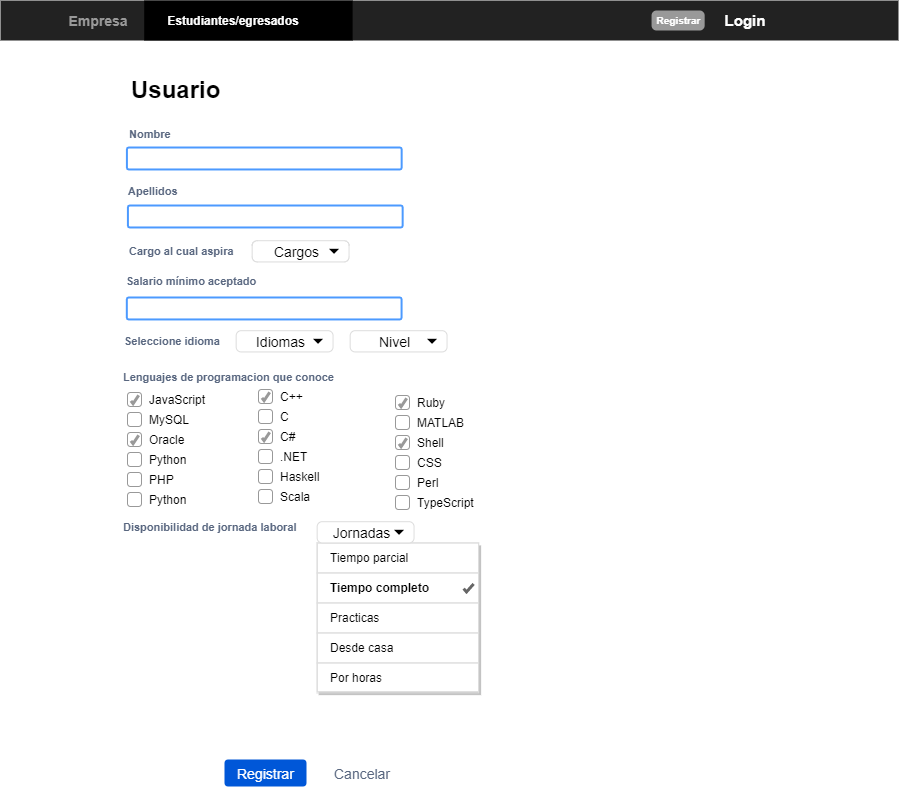 Empresa Estudiantes/egresados Registrar Login
Usuario
Nombre
Apellidos
Cargo al cual aspira Cargos
Salario mínimo aceptado
Seleccione idioma Idiomas Nivel
Lenguajes de programacion que conoce
JavaScript C++ Ruby
MySQL C MATLAB
Oracle C# Shell
Python .NET CSS
PHP Haskell Perl
Python Scala TypeScript
Disponibilidad de jornada laboral Jornadas
Tiempo parcial
Tiempo completo
Practicas
Desde casa
Por horas
Registrar Cancelar